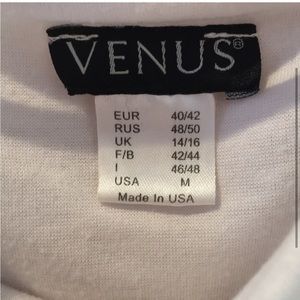 VENUS®
EUR 40/42
RUS 48/50
UK 14/16
F/B 42/44
I 46/48
USA M
Made In USA